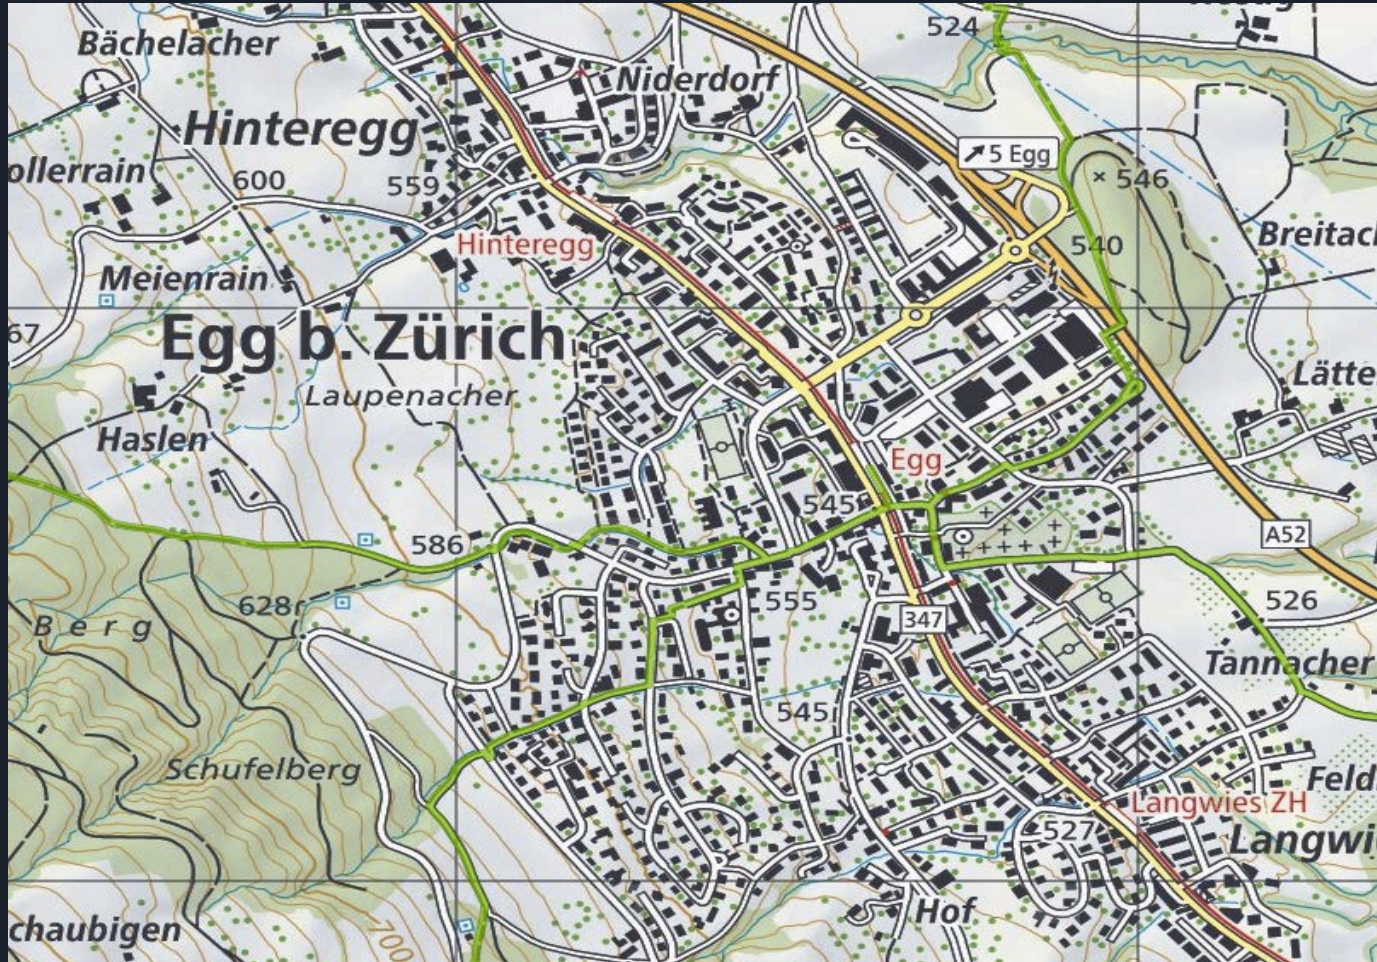 524
Bächelacher
Niderdorf
Hinteregg
5 Egg
ollerrain
600
559
546
Hinteregg
540
Breitach
Meienrain
67
Egg b. Zürich
Laupenacher
Lätte
Haslen
Egg
545
586
A52
628
555
526
347
Berg
Tannacher
545
Schufelberg
Feld
Langwies ZH
527
Langwi
Hof
chaubigen
700